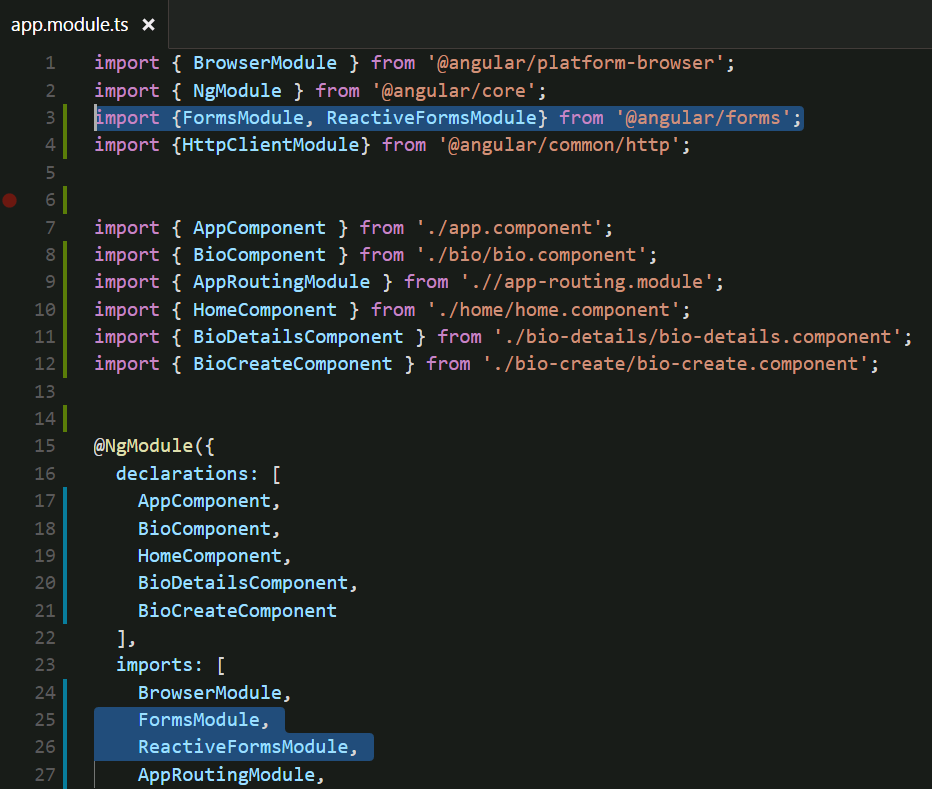 app.module.ts ×
1 import { BrowserModule } from '@angular/platform-browser';
2 import { NgModule } from '@angular/core';
3 import {FormsModule, ReactiveFormsModule} from '@angular/forms';
4 import {HttpClientModule} from '@angular/common/http';
5
6
7 import { AppComponent } from './app.component';
8 import { BioComponent } from './bio/bio.component';
9 import { AppRoutingModule } from './/app-routing.module';
10 import { HomeComponent } from './home/home.component';
11 import { BioDetailsComponent } from './bio-details/bio-details.component';
12 import { BioCreateComponent } from './bio-create/bio-create.component';
13
14
15 @NgModule({
16 declarations: [
17 AppComponent,
18 BioComponent,
19 HomeComponent,
20 BioDetailsComponent,
21 BioCreateComponent
22 ],
23 imports: [
24 BrowserModule,
25 FormsModule,
26 ReactiveFormsModule,
27 AppRoutingModule,